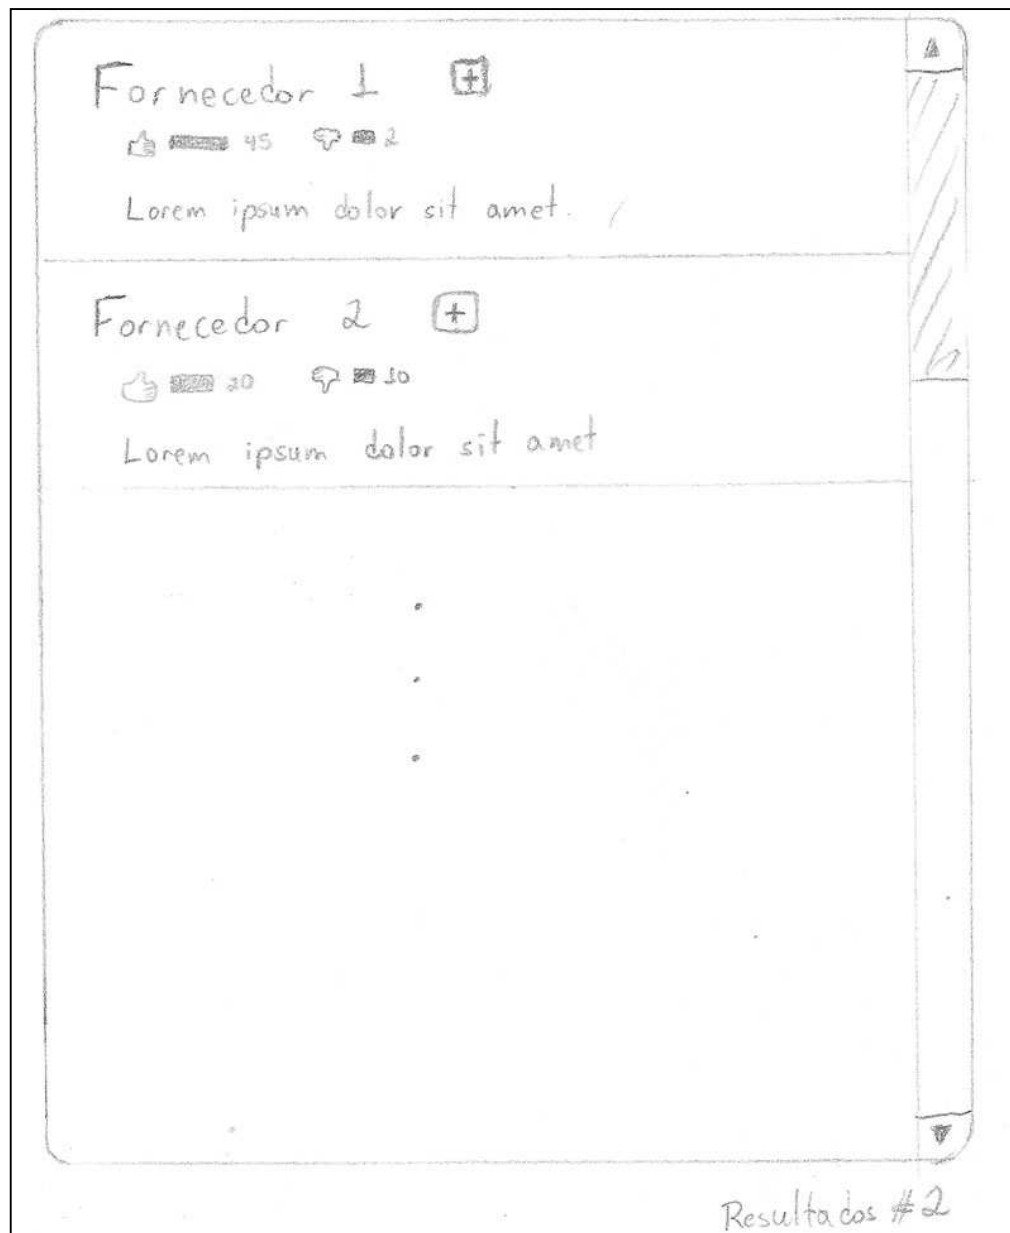 Fornecedor 1 +
45 2
Lorem ipsum dolor sit amet.
Fornecedor 2 +
20 10
Lorem ipsum dolor sit amet
Resultados #2